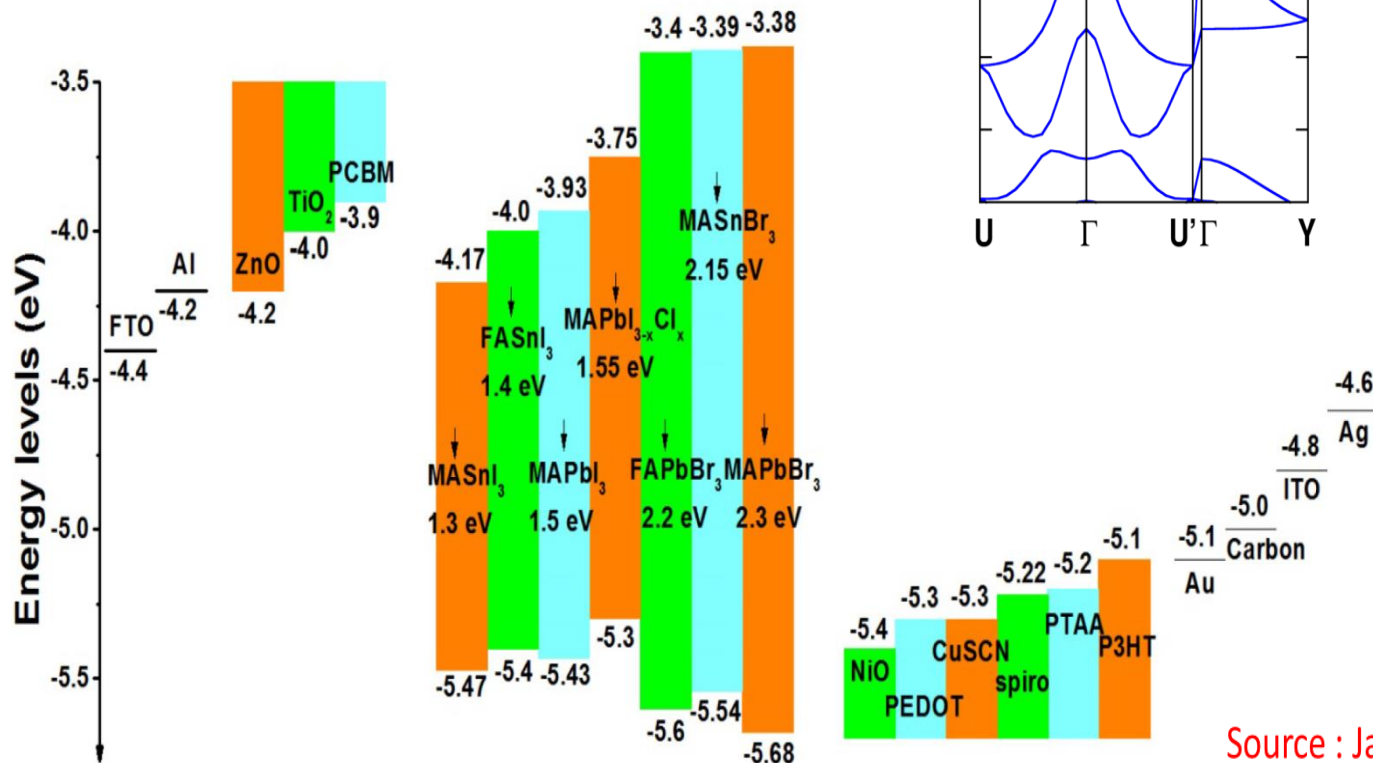 Energy levels (eV)
-3.5
-4.0
-4.5
-5.0
-5.5
FTO
-4.4
Al
-4.2
ZnO
-4.2
TiO₂
-4.0
PCBM
-3.9
-4.17
MASnI₃
1.3 eV
-5.47
-4.0
FASnI₃
1.4 eV
-5.4
-3.93
MAPbI₃
1.5 eV
-5.43
-3.75
MAPbI₃₋ₓClₓ
1.55 eV
-5.3
-3.4
FAPbBr₃
2.2 eV
-5.6
-3.39
MASnBr₃
2.15 eV
-5.54
-3.38
MAPbBr₃
2.3 eV
-5.68
U Γ U'Γ Y
-5.4
NiO
-5.3
PEDOT
-5.3
CuSCN
-5.22
spiro
-5.2
PTAA
-5.1
P3HT
-5.1
Au
-5.0
Carbon
-4.8
ITO
-4.6
Ag
Source : Ja